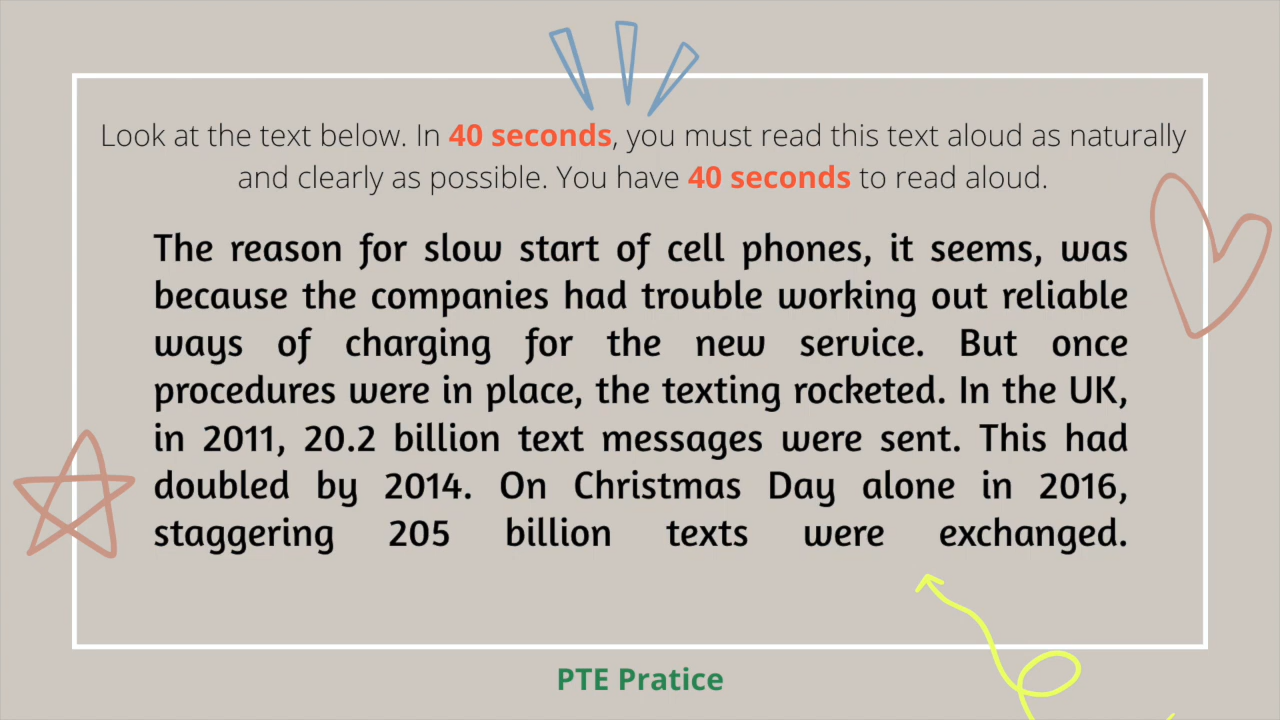 Look at the text below. In 40 seconds, you must read this text aloud as naturally
and clearly as possible. You have 40 seconds to read aloud.
The reason for slow start of cell phones, it seems, was
because the companies had trouble working out reliable
ways of charging for the new service. But once
procedures were in place, the texting rocketed. In the UK,
in 2011, 20.2 billion text messages were sent. This had
doubled by 2014. On Christmas Day alone in 2016,
staggering 205 billion texts were exchanged.
PTE Pratice